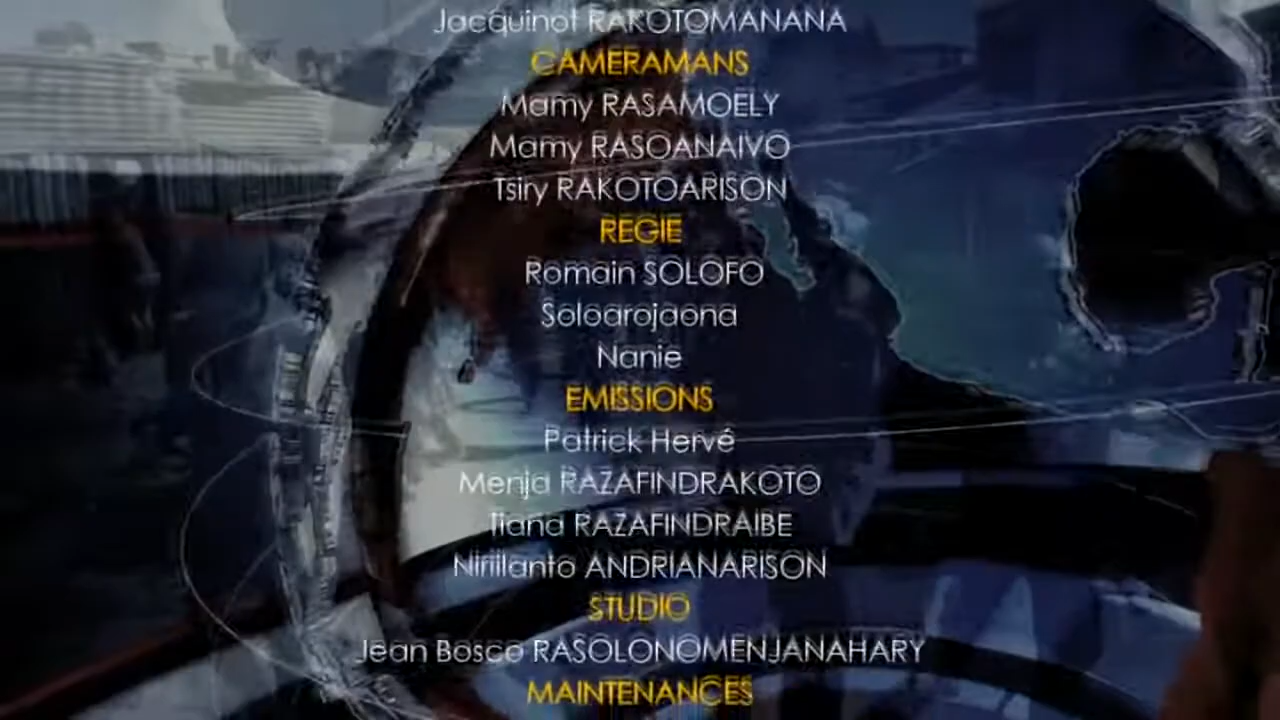 Jacquinot RAKOTOMANANA
CAMERAMANS
Mamy RASAMOELY
Mamy RASOANAIVO
Tsiry RAKOTOARISON
REGIE
Romain SOLOFO
Soloarojaona
Nanie
EMISSIONS
Patrick Hervé
Menja RAZAFINDRAKOTO
Tiana RAZAFINDRAIBE
Niriilanto ANDRIANARISON
STUDIO
Jean Bosco RASOLONOMENJANAHARY
MAINTENANCES